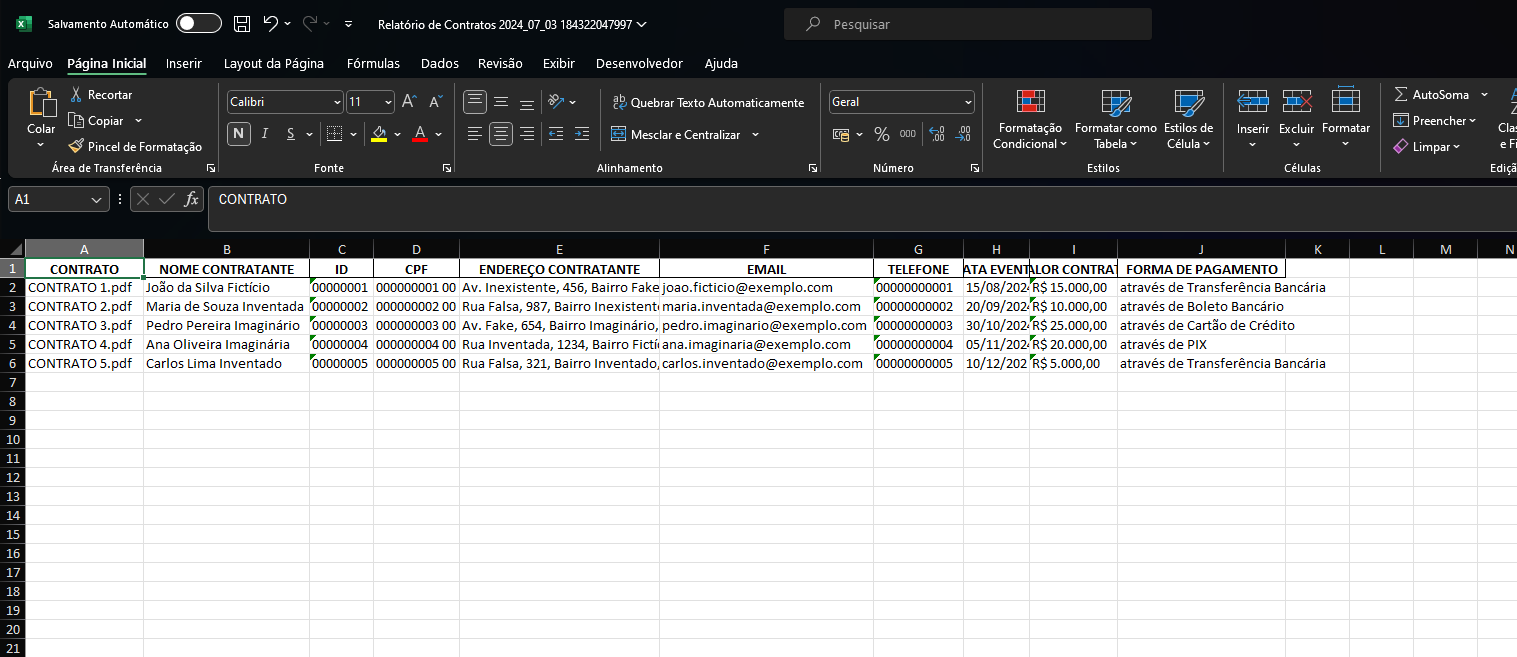 Salvamento Automático Relatório de Contratos 2024_07_03 184322047997 Pesquisar
Arquivo Página Inicial Inserir Layout da Página Fórmulas Dados Revisão Exibir Desenvolvedor Ajuda
Colar Recortar Copiar Pincel de Formatação
Área de Transferência
Calibri 11
N I S A
Fonte
Quebrar Texto Automaticamente
Mesclar e Centralizar
Alinhamento
Geral
% 000
Número
Formatação Condicional Formatar como Tabela Estilos de Célula
Estilos
Inserir Excluir Formatar
Células
AutoSoma
Preencher
Limpar
A1 fx CONTRATO
A B C D E F G H I J K L M N
1 CONTRATO NOME CONTRATANTE ID CPF ENDEREÇO CONTRATANTE EMAIL TELEFONE ATA EVENT ALOR CONTRAT FORMA DE PAGAMENTO
2 CONTRATO 1.pdf João da Silva Fictício 00000001 000000001 00 Av. Inexistente, 456, Bairro Fake joao.ficticio@exemplo.com 00000000001 15/08/202 R$ 15.000,00 através de Transferência Bancária
3 CONTRATO 2.pdf Maria de Souza Inventada 00000002 000000002 00 Rua Falsa, 987, Bairro Inexistent maria.inventada@exemplo.com 00000000002 20/09/202 R$ 10.000,00 através de Boleto Bancário
4 CONTRATO 3.pdf Pedro Pereira Imaginário 00000003 000000003 00 Av. Fake, 654, Bairro Imaginário, pedro.imaginario@exemplo.com 00000000003 30/10/202 R$ 25.000,00 através de Cartão de Crédito
5 CONTRATO 4.pdf Ana Oliveira Imaginária 00000004 000000004 00 Rua Inventada, 1234, Bairro Fictí ana.imaginaria@exemplo.com 00000000004 05/11/202 R$ 20.000,00 através de PIX
6 CONTRATO 5.pdf Carlos Lima Inventado 00000005 000000005 00 Rua Falsa, 321, Bairro Inventado, carlos.inventado@exemplo.com 00000000005 10/12/202 R$ 5.000,00 através de Transferência Bancária
7
8
9
10
11
12
13
14
15
16
17
18
19
20
21